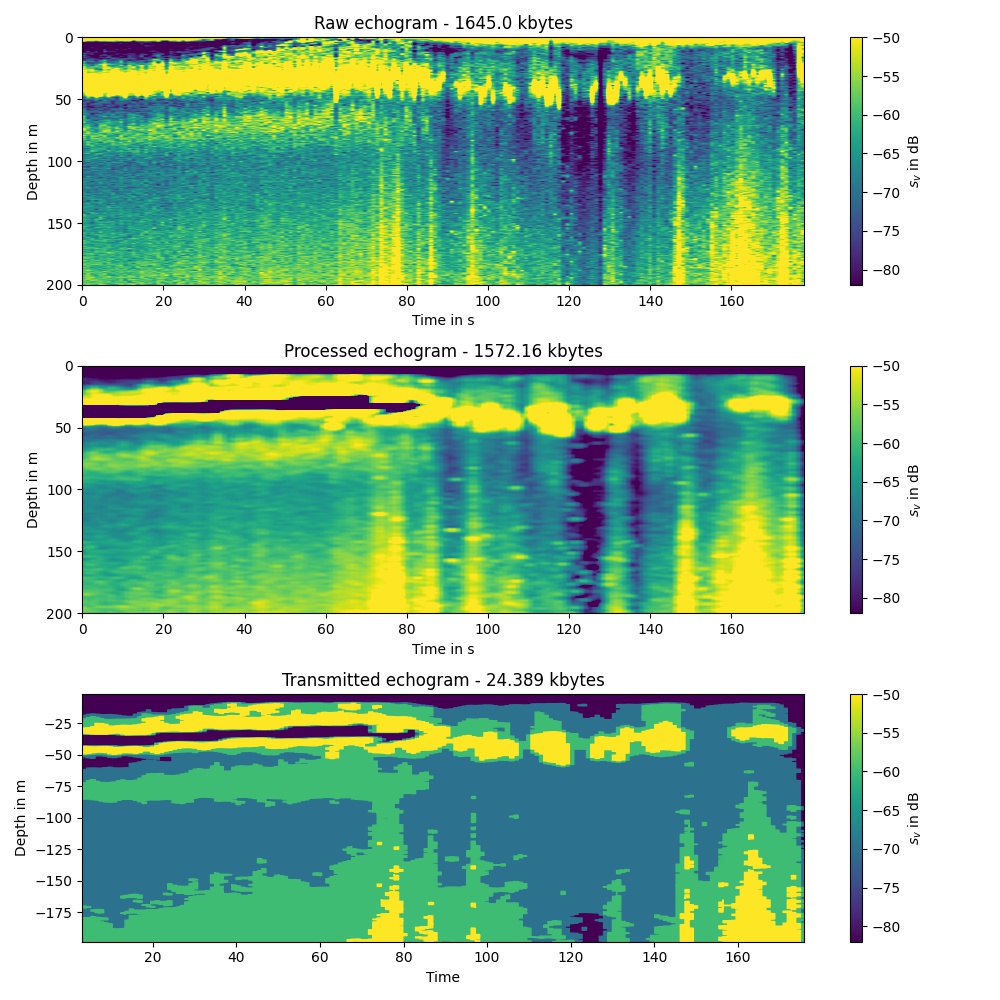 Raw echogram - 1645.0 kbytes
Depth in m
0
50
100
150
200
0 20 40 60 80 100 120 140 160
Time in s
−50
−55
−60
−65
−70
−75
−80
s_v in dB
Processed echogram - 1572.16 kbytes
Depth in m
0
50
100
150
200
0 20 40 60 80 100 120 140 160
Time in s
−50
−55
−60
−65
−70
−75
−80
s_v in dB
Transmitted echogram - 24.389 kbytes
Depth in m
−25
−50
−75
−100
−125
−150
−175
20 40 60 80 100 120 140 160
Time
−50
−55
−60
−65
−70
−75
−80
s_v in dB